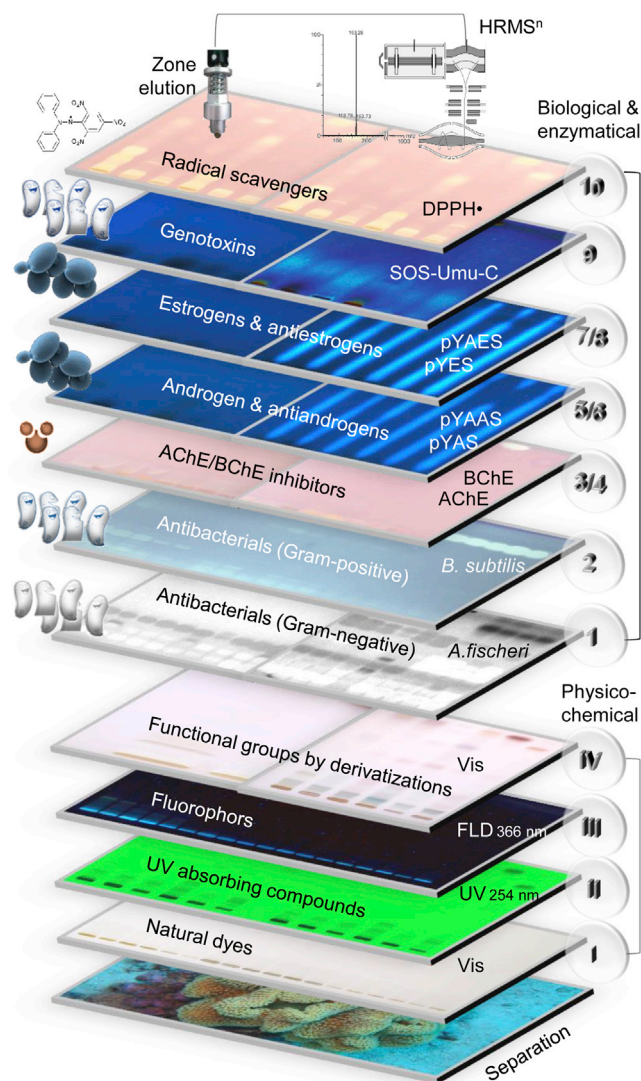 HRMSⁿ
Zone
elution
Biological &
enzymatical
Radical scavengers
DPPH•
10
Genotoxins
SOS-Umu-C
9
Estrogens & antiestrogens
pYAES
pYES
7/8
Androgen & antiandrogens
pYAAS
pYAS
5/6
AChE/BChE inhibitors
BChE
AChE
3/4
Antibacterials (Gram-positive)
B. subtilis
2
Antibacterials (Gram-negative)
A.fischeri
1
Physico-
chemical
Functional groups by derivatizations
Vis
iv
Fluorophors
FLD 366 nm
iii
UV absorbing compounds
UV 254 nm
ii
Natural dyes
Vis
i
Separation